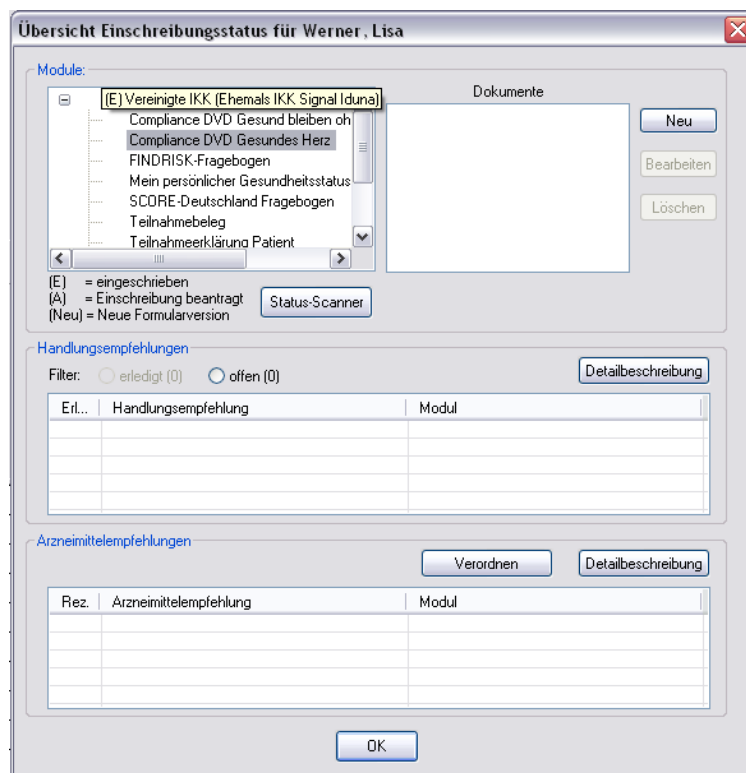 Übersicht Einschreibungsstatus für Werner, Lisa
Module:
(E) Vereinigte IKK (Ehemals IKK Signal Iduna)
Compliance DVD Gesund bleiben oh
Compliance DVD Gesundes Herz
FINDRISK-Fragebogen
Mein persönlicher Gesundheitsstatus
SCORE-Deutschland Fragebogen
Teilnahmebeleg
Teilnahmeerklärung Patient
Dokumente
Neu
Bearbeiten
Löschen
(E) = eingeschrieben
(A) = Einschreibung beantragt
(Neu) = Neue Formularversion
Status-Scanner
Handlungsempfehlungen
Filter: erledigt (0) offen (0)
Detailbeschreibung
Erl... Handlungsempfehlung Modul
Arzneimittelempfehlungen
Verordnen Detailbeschreibung
Rez. Arzneimittelempfehlung Modul
OK